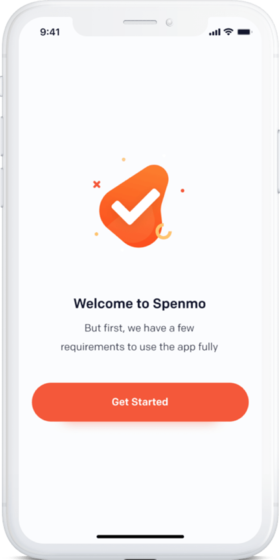 9:41
Welcome to Spenmo
But first, we have a few
requirements to use the app fully
Get Started